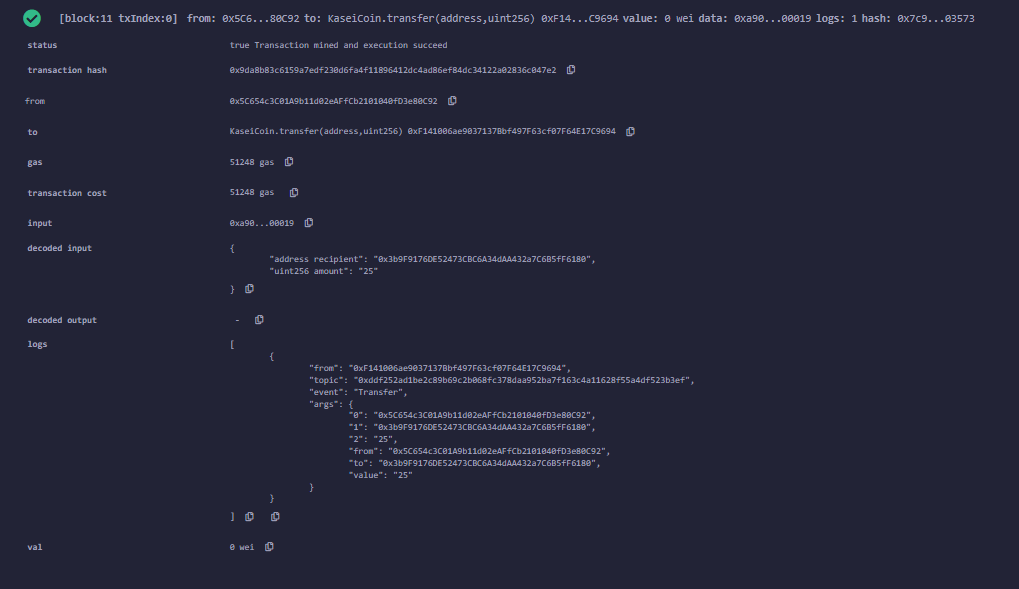 [block:11 txIndex:0] from: 0x5C6...80C92 to: KaseiCoin.transfer(address,uint256) 0xF14...C9694 value: 0 wei data: 0xa90...00019 logs: 1 hash: 0x7c9...03573
status true Transaction mined and execution succeed
transaction hash 0x9da8b83c6159a7edf230d6fa4f11896412dc4ad86ef84dc34122a02836c047e2
from 0x5C654c3C01A9b11d02eAFfCb2101040fD3e80C92
to KaseiCoin.transfer(address,uint256) 0xF141006ae9037137Bbf497F63cf07F64E17C9694
gas 51248 gas
transaction cost 51248 gas
input 0xa90...00019
decoded input {
"address recipient": "0x3b9F9176DE52473CBC6A34dAA432a7C6B5fF6180",
"uint256 amount": "25"
}
decoded output -
logs [
{
"from": "0xF141006ae9037137Bbf497F63cf07F64E17C9694",
"topic": "0xddf252ad1be2c89b69c2b068fc378daa952ba7f163c4a11628f55a4df523b3ef",
"event": "Transfer",
"args": {
"0": "0x5C654c3C01A9b11d02eAFfCb2101040fD3e80C92",
"1": "0x3b9F9176DE52473CBC6A34dAA432a7C6B5fF6180",
"2": "25",
"from": "0x5C654c3C01A9b11d02eAFfCb2101040fD3e80C92",
"to": "0x3b9F9176DE52473CBC6A34dAA432a7C6B5fF6180",
"value": "25"
}
}
]
val 0 wei